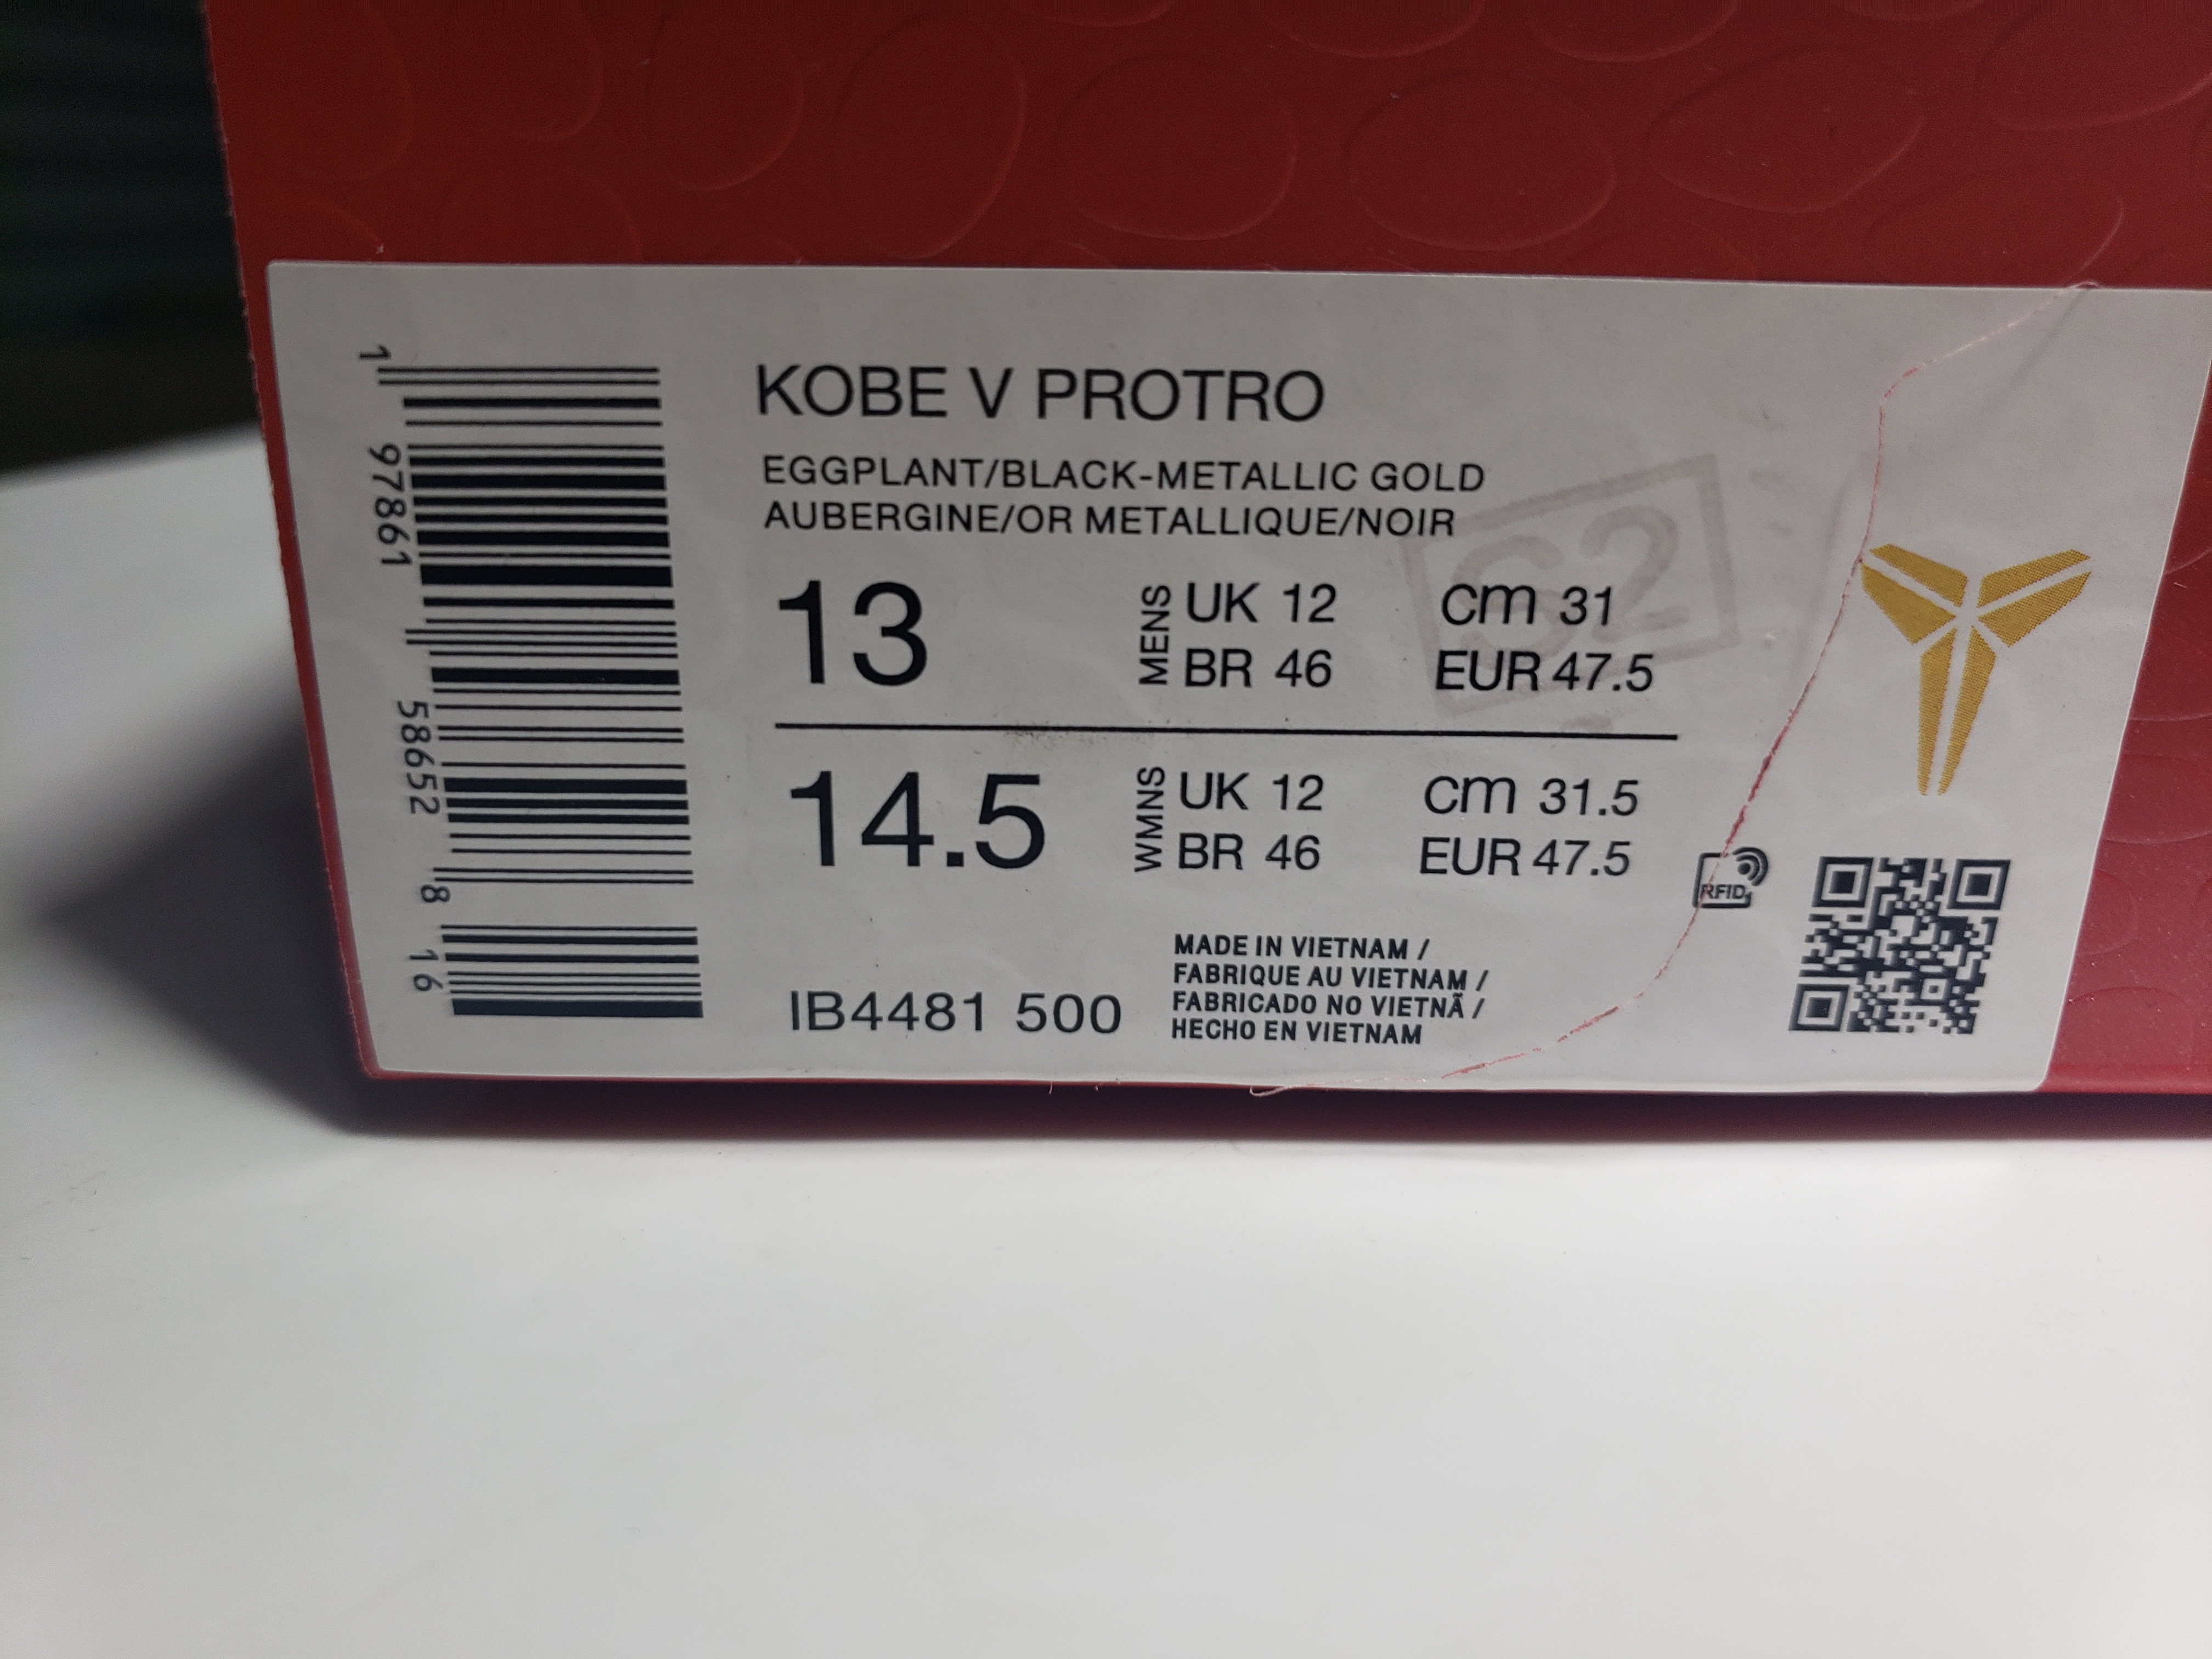 KOBE V PROTRO
EGGPLANT/BLACK-METALLIC GOLD
AUBERGINE/OR METALLIQUE/NOIR
S2
13
MENS
UK 12
CM 31
BR 46
EUR 47.5
14.5
WMNS
UK 12
CM 31.5
BR 46
EUR 47.5
RFID
IB4481 500
MADE IN VIETNAM /
FABRIQUE AU VIETNAM /
FABRICADO NO VIETNÃ /
HECHO EN VIETNAM
1 97861 58652 8 16